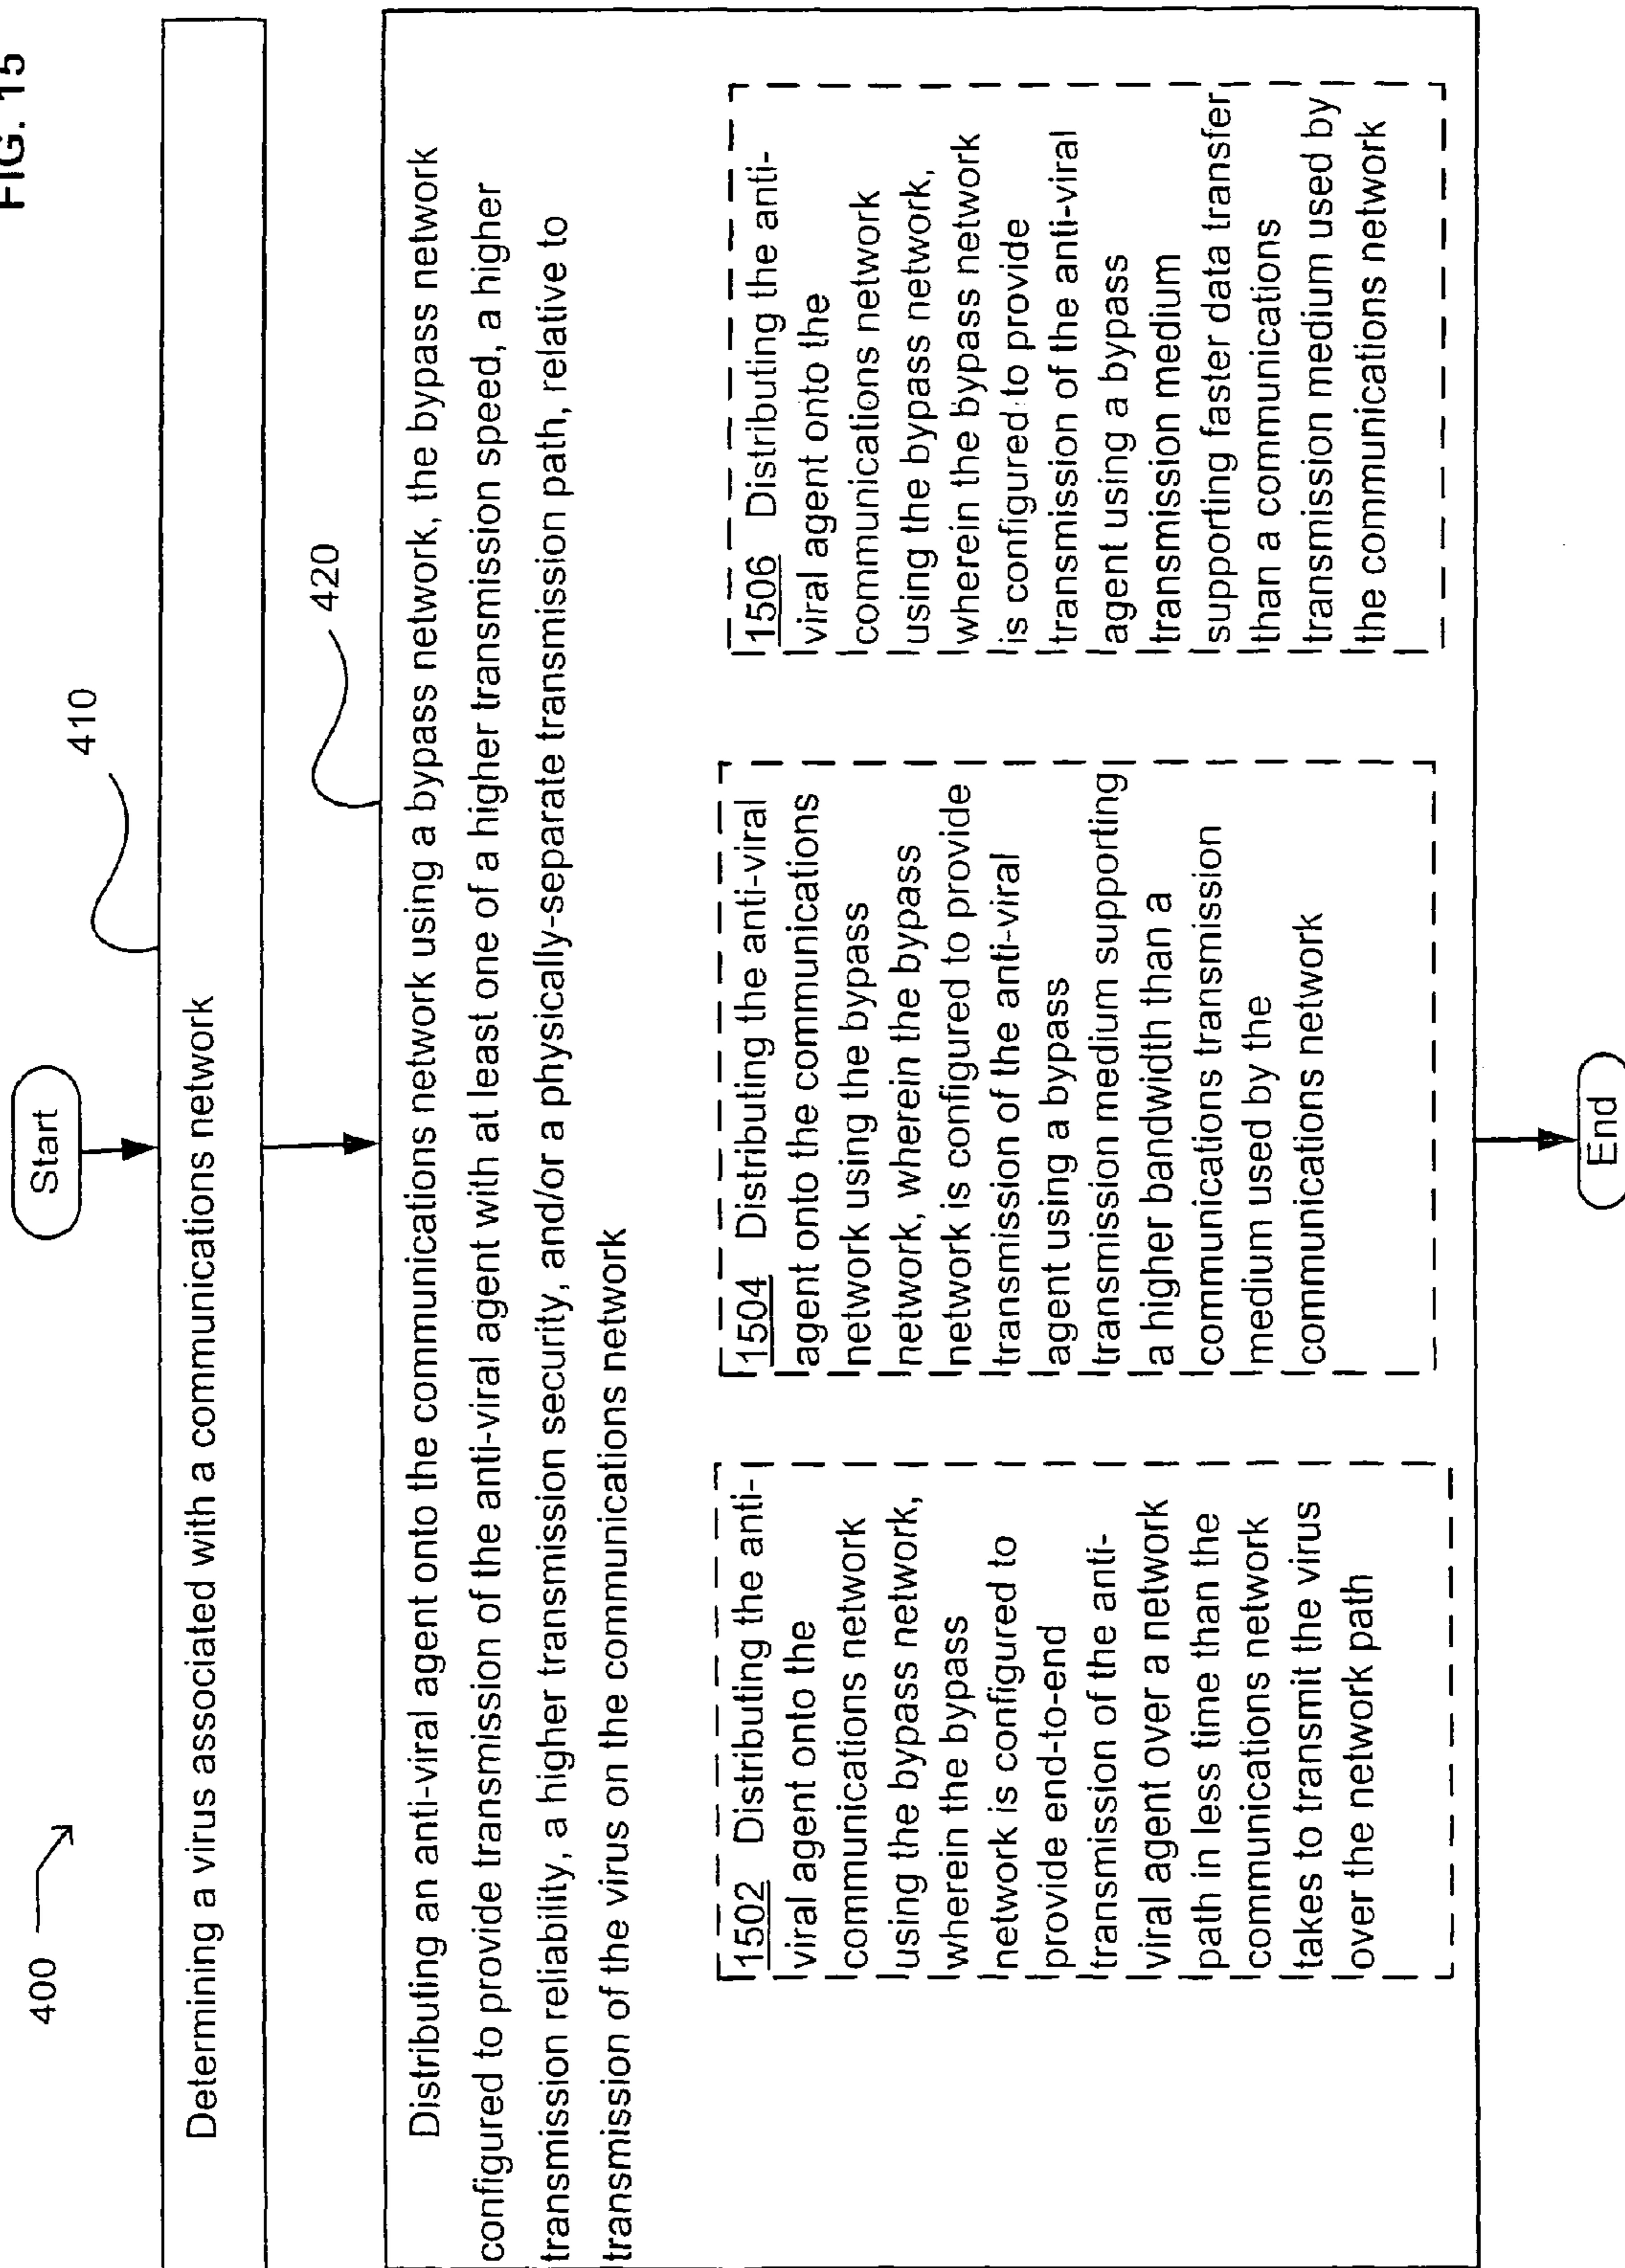 FIG. 15
400
Start
410
Determining a virus associated with a communications network
420
Distributing an anti-viral agent onto the communications network using a bypass network, the bypass network
configured to provide transmission of the anti-viral agent with at least one of a higher transmission speed, a higher
transmission reliability, a higher transmission security, and/or a physically-separate transmission path, relative to
transmission of the virus on the communications network
1502 Distributing the anti-
viral agent onto the
communications network
using the bypass network,
wherein the bypass
network is configured to
provide end-to-end
transmission of the anti-
viral agent over a network
path in less time than the
communications network
takes to transmit the virus
over the network path
1504 Distributing the anti-viral
agent onto the communications
network using the bypass
network, wherein the bypass
network is configured to provide
transmission of the anti-viral
agent using a bypass
transmission medium supporting
a higher bandwidth than a
communications transmission
medium used by the
communications network
1506 Distributing the anti-
viral agent onto the
communications network
using the bypass network,
wherein the bypass network
is configured to provide
transmission of the anti-viral
agent using a bypass
transmission medium
supporting faster data transfer
than a communications
transmission medium used by
the communications network
End